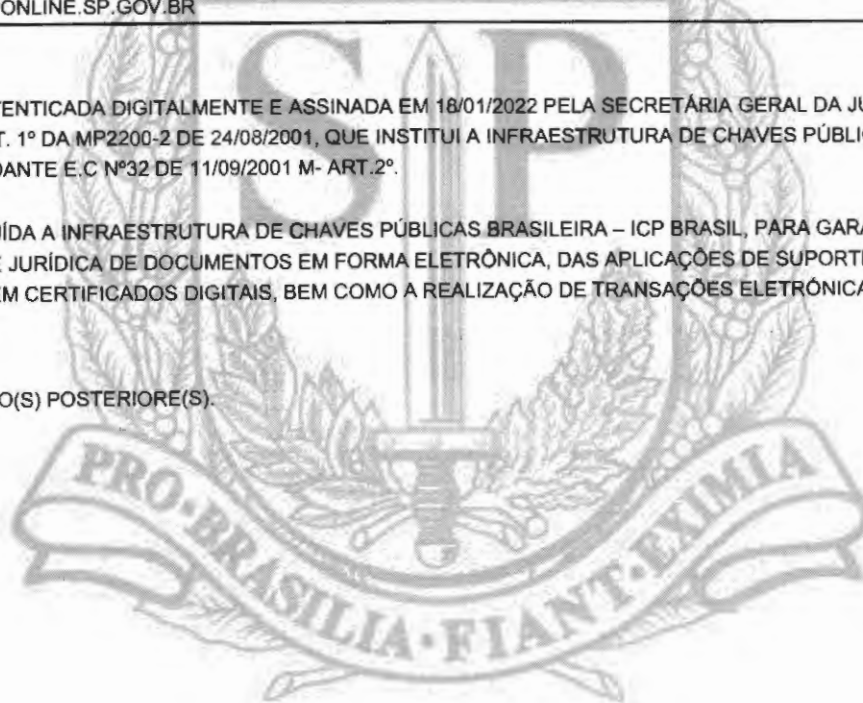 ONLINE.SP.GOV.BR
SP
TENTICADA DIGITALMENTE E ASSINADA EM 18/01/2022 PELA SECRETÁRIA GERAL DA JU
T. 1º DA MP2200-2 DE 24/08/2001, QUE INSTITUI A INFRAESTRUTURA DE CHAVES PÚBLIC
DANTE E.C Nº32 DE 11/09/2001 M- ART.2º.
ÍDA A INFRAESTRUTURA DE CHAVES PÚBLICAS BRASILEIRA – ICP BRASIL, PARA GARA
E JURÍDICA DE DOCUMENTOS EM FORMA ELETRÔNICA, DAS APLICAÇÕES DE SUPORTE
EM CERTIFICADOS DIGITAIS, BEM COMO A REALIZAÇÃO DE TRANSAÇÕES ELETRÔNICA
O(S) POSTERIORE(S).
PRO·BRASILIA·FIANT·EXIMIA